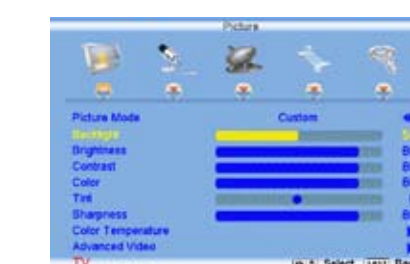 Picture
Picture Mode Custom
Backlight
Brightness
Contrast
Color
Tint
Sharpness
Color Temperature
Advanced Video
TV Select